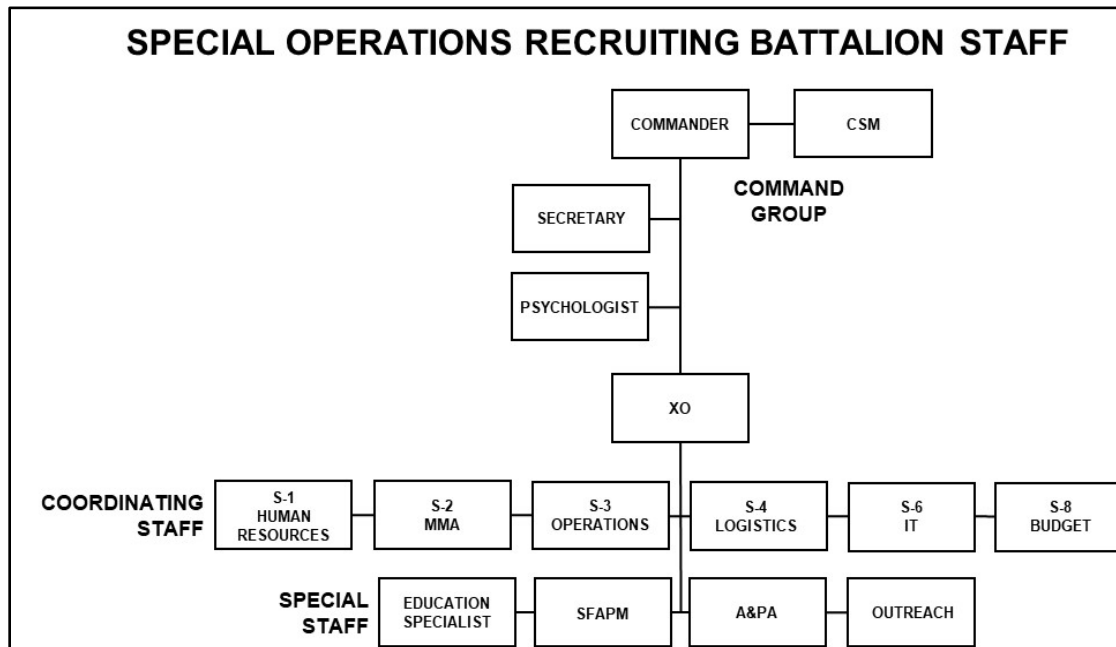 SPECIAL OPERATIONS RECRUITING BATTALION STAFF
COMMANDER
CSM
COMMAND
GROUP
SECRETARY
PSYCHOLOGIST
XO
COORDINATING
STAFF
S-1
HUMAN
RESOURCES
S-2
MMA
S-3
OPERATIONS
S-4
LOGISTICS
S-6
IT
S-8
BUDGET
SPECIAL
STAFF
EDUCATION
SPECIALIST
SFAPM
A&PA
OUTREACH